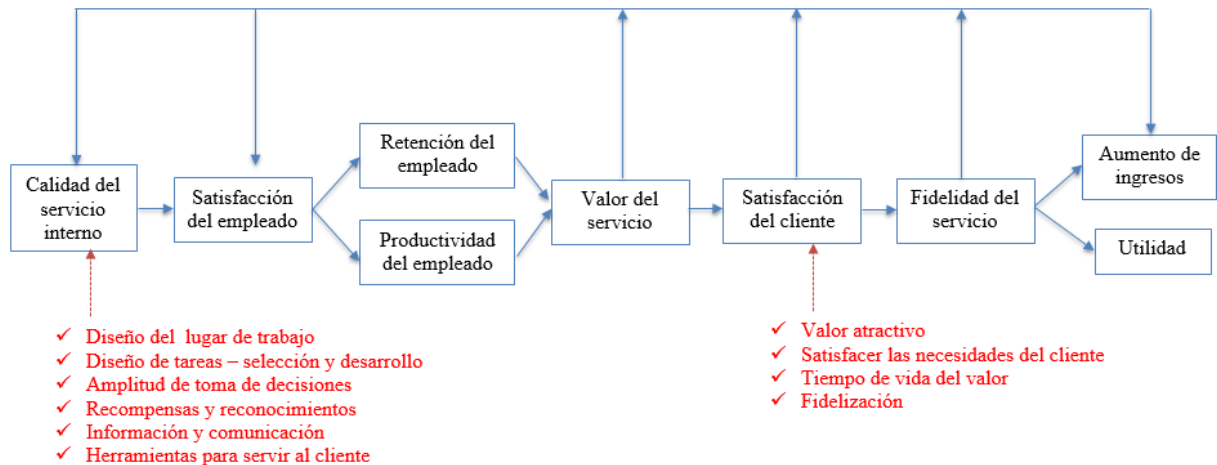 Calidad del
servicio
interno
Satisfacción
del empleado
Retención del
empleado
Productividad
del empleado
Valor del
servicio
Satisfacción
del cliente
Fidelidad del
servicio
Aumento de
ingresos
Utilidad
✓ Diseño del lugar de trabajo
✓ Diseño de tareas – selección y desarrollo
✓ Amplitud de toma de decisiones
✓ Recompensas y reconocimientos
✓ Información y comunicación
✓ Herramientas para servir al cliente
✓ Valor atractivo
✓ Satisfacer las necesidades del cliente
✓ Tiempo de vida del valor
✓ Fidelización